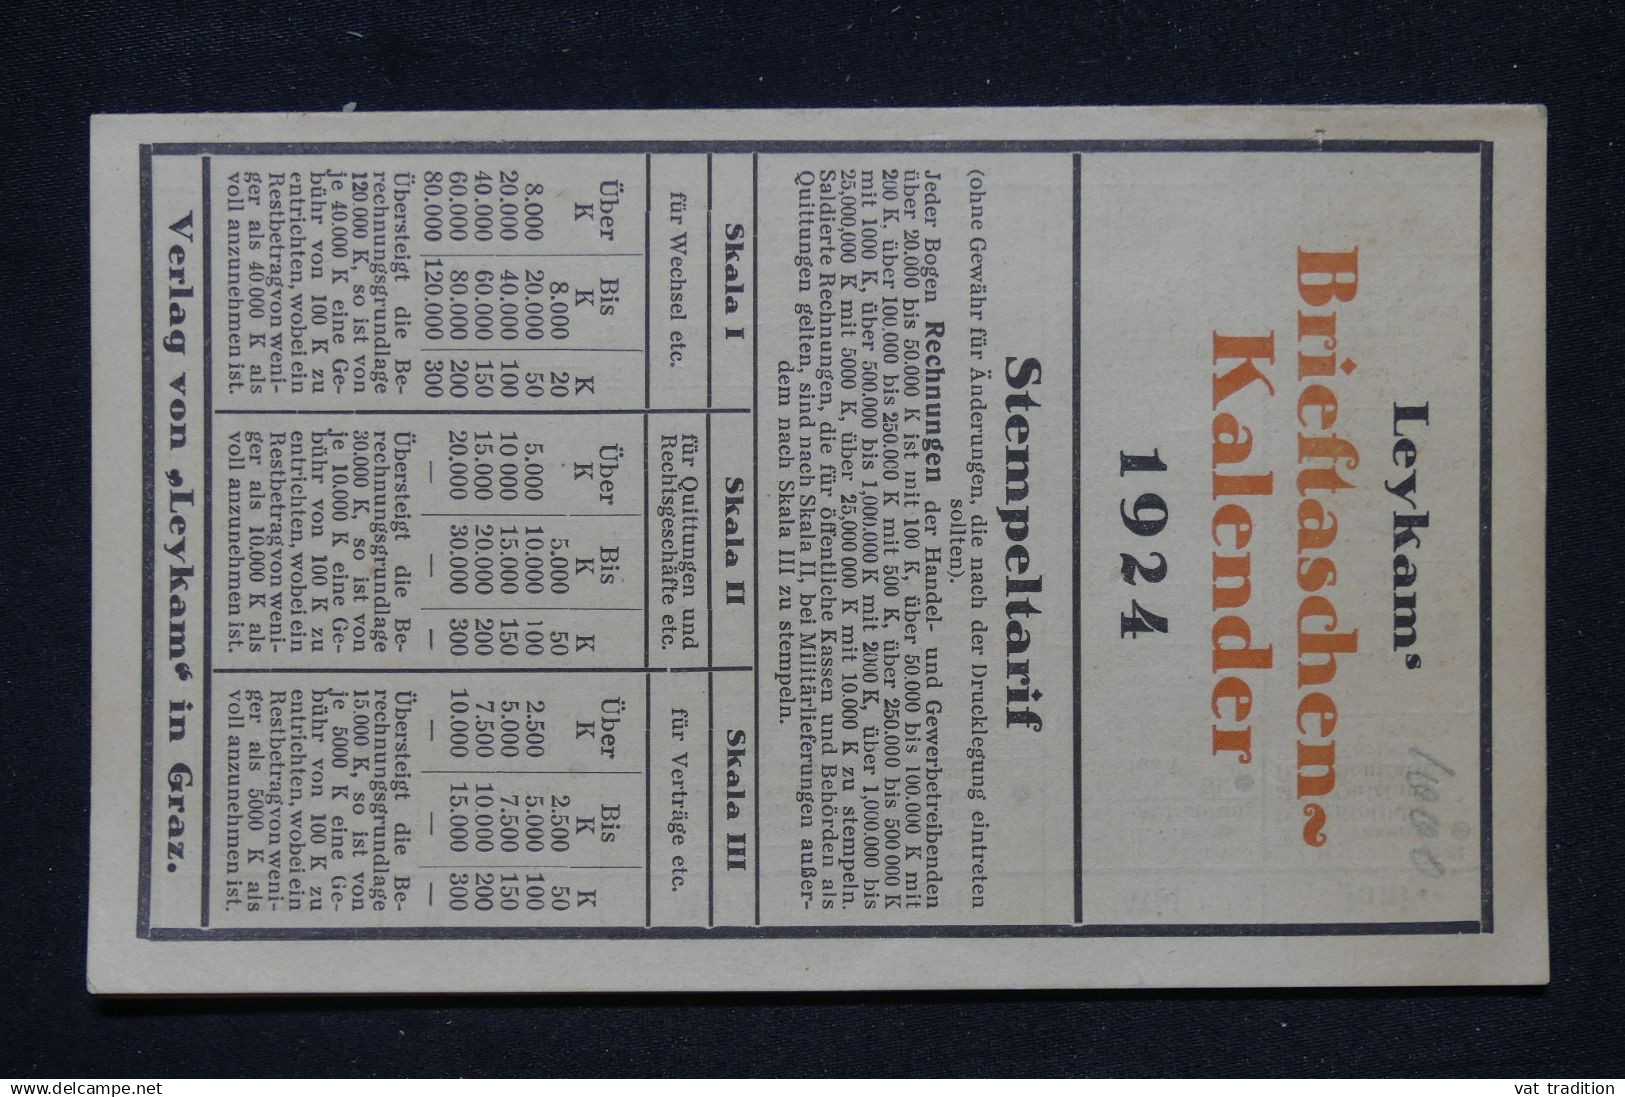 Leykams
Brieftaschen-
Kalender
1924
4000.
Stempeltarif
(ohne Gewähr für Änderungen, die nach der Drucklegung eintreten
sollten).
Jeder Bogen Rechnungen der Handel- und Gewerbetreibenden
über 20.000 bis 50.000 K ist mit 100 K, über 50.000 bis 100.000 K mit
200 K, über 100.000 bis 250.000 K mit 500 K, über 250.000 bis 500 000 K
mit 1000 K, über 500.000 bis 1,000.000 K mit 2000 K, über 1,000.000 bis
25,000,000 K mit 5000 K, über 25,000 000 K mit 10.000 K zu stempeln.
Saldierte Rechnungen, die für öffentliche Kassen und Behörden als
Quittungen gelten, sind nach Skala II, bei Militärlieferungen außer-
dem nach Skala III zu stempeln.
Skala I
für Wechsel etc.
Über Bis
K K K
8.000 20
8.000 20.000 50
20.000 40.000 100
40.000 60.000 150
60.000 80.000 200
80.000 120.000 300
Übersteigt die Be-
rechnungsgrundlage
120.000 K, so ist von
je 40.000 K eine Ge-
bühr von 100 K zu
entrichten, wobei ein
Restbetrag von weni-
ger als 40.000 K als
voll anzunehmen ist.
Skala II
für Quittungen und
Rechtsgeschäfte etc.
Über Bis
K K K
5.000 50
5.000 10.000 100
10 000 15.000 150
15.000 20.000 200
20.000 30.000 300
— — —
Übersteigt die Be-
rechnungsgrundlage
30.000 K, so ist von
je 10.000 K eine Ge-
bühr von 100 K zu
entrichten, wobei ein
Restbetrag von weni-
ger als 10.000 K als
voll anzunehmen ist.
Skala III
für Verträge etc.
Über Bis
K K K
2.500 50
2.500 5.000 100
5.000 7.500 150
7.500 10.000 200
10.000 15.000 300
— — —
Übersteigt die Be-
rechnungsgrundlage
15.000 K, so ist von
je 5000 K eine Ge-
bühr von 100 K zu
entrichten, wobei ein
Restbetrag von weni-
ger als 5000 K als
voll anzunehmen ist.
Verlag von „Leykam“ in Graz.
www.delcampe.net
vat tradition